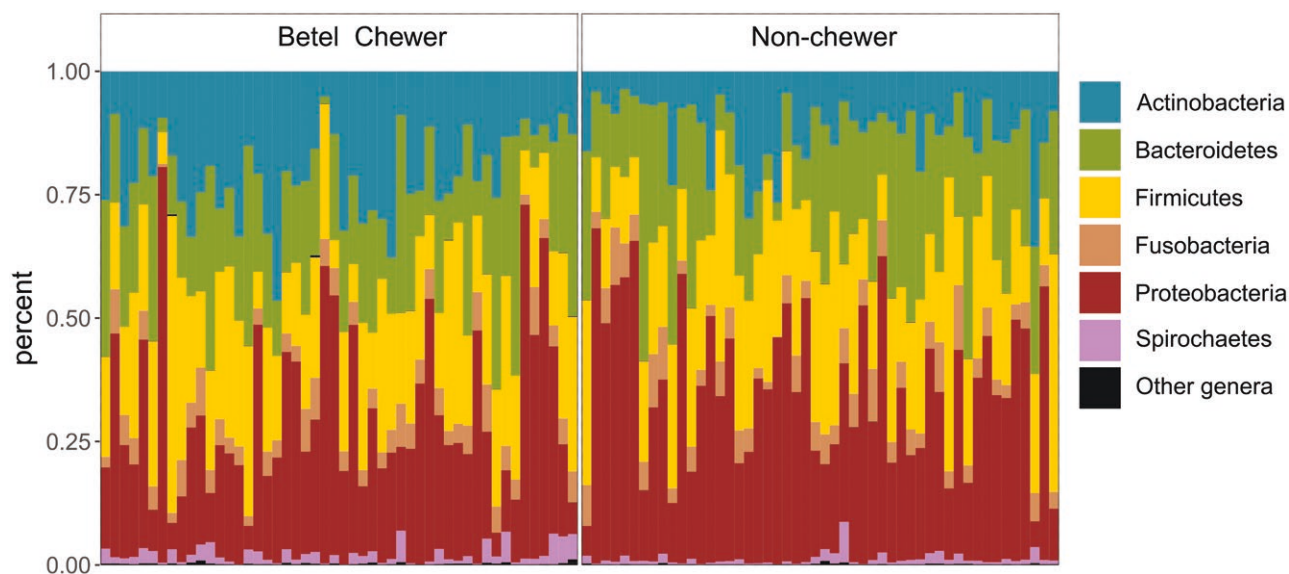 Betel Chewer
Non-chewer
percent
1.00
0.75
0.50
0.25
0.00
Actinobacteria
Bacteroidetes
Firmicutes
Fusobacteria
Proteobacteria
Spirochaetes
Other genera